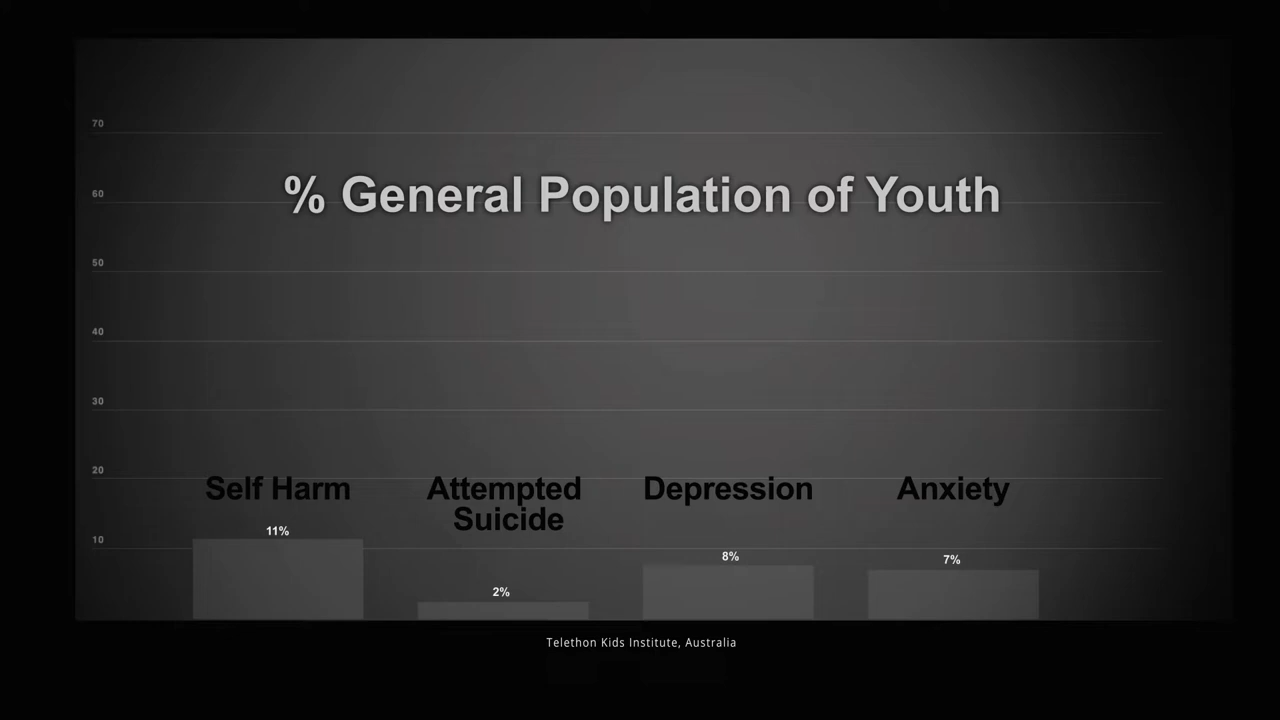 70
% General Population of Youth
60
50
40
30
20
Self Harm
Attempted
Suicide
Depression
Anxiety
11%
2%
8%
7%
10
Telethon Kids Institute, Australia